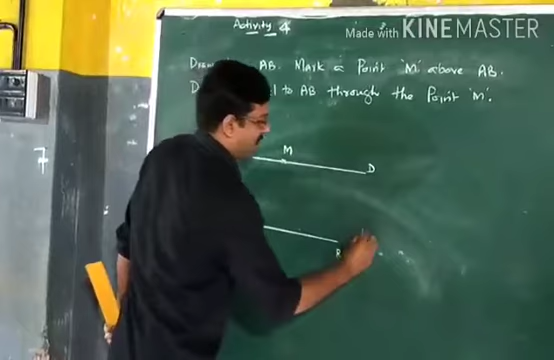 Made with KINEMASTER
Activity 4
AB. Mark a Point 'M' above AB.
to AB through the Point 'M'.
7
M
D